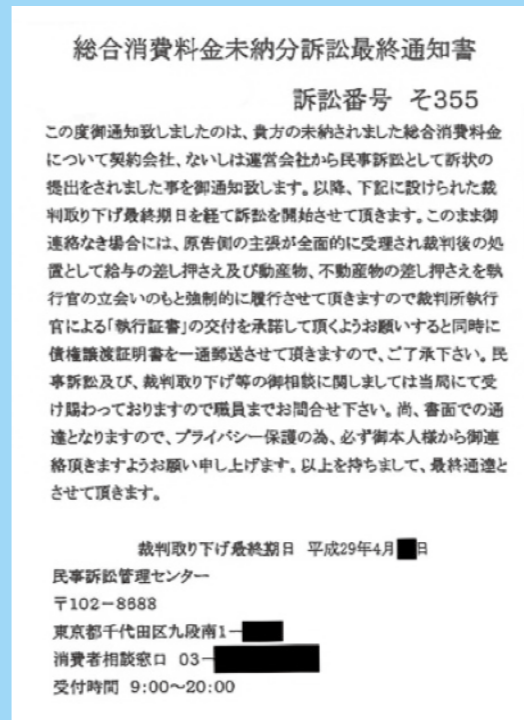 総合消費料金未納分訴訟最終通知書
訴訟番号 そ355
この度御通知致しましたのは、貴方の未納されました総合消費料金
について契約会社、ないしは運営会社から民事訴訟として訴状の
提出をされました事を御通知致します。以降、下記に設けられた裁
判取り下げ最終期日を経て訴訟を開始させて頂きます。このまま御
連絡なき場合には、原告側の主張が全面的に受理され裁判後の処
置として給与の差し押さえ及び動産物、不動産物の差し押さえを執
行官の立会いのもと強制的に履行させて頂きますので裁判所執行
官による「執行証書」の交付を承諾して頂くようお願いすると同時に
債権譲渡証明書を一通郵送させて頂きますので、ご了承下さい。民
事訴訟及び、裁判取り下げ等の御相談に関しましては当局にて受
け賜わっておりますので職員までお問合せ下さい。尚、書面での通
達となりますので、プライバシー保護の為、必ず御本人様から御連
絡頂きますようお願い申し上げます。以上を持ちまして、最終通達と
させて頂きます。
裁判取り下げ最終期日 平成29年4月 日
民事訴訟管理センター
〒102-8688
東京都千代田区九段南1-
消費者相談窓口 03-
受付時間 9:00～20:00